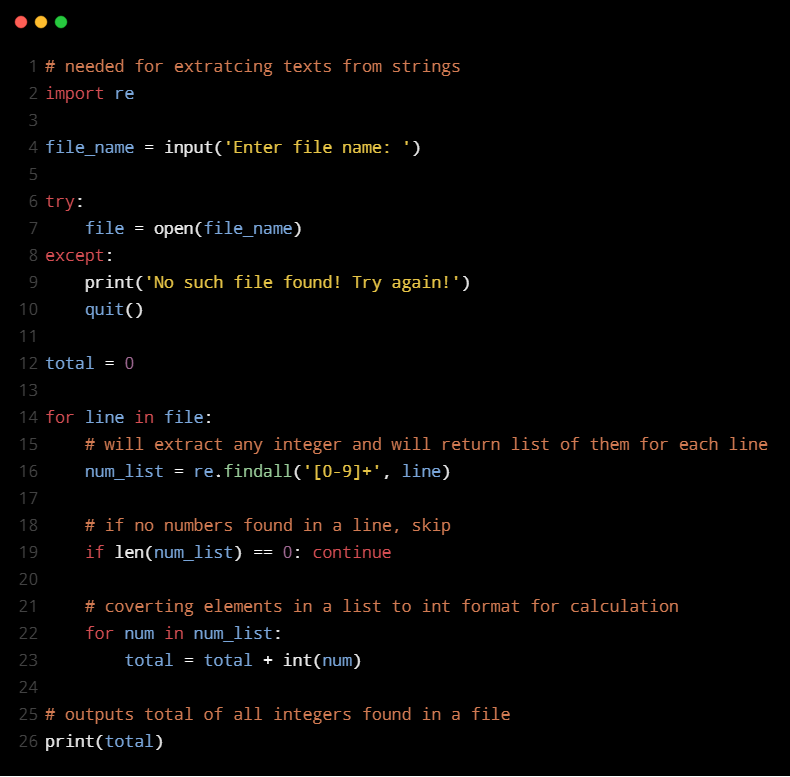 1 # needed for extratcing texts from strings
2 import re
3
4 file_name = input('Enter file name: ')
5
6 try:
7     file = open(file_name)
8 except:
9     print('No such file found! Try again!')
10     quit()
11
12 total = 0
13
14 for line in file:
15     # will extract any integer and will return list of them for each line
16     num_list = re.findall('[0-9]+', line)
17
18     # if no numbers found in a line, skip
19     if len(num_list) == 0: continue
20
21     # coverting elements in a list to int format for calculation
22     for num in num_list:
23         total = total + int(num)
24
25 # outputs total of all integers found in a file
26 print(total)